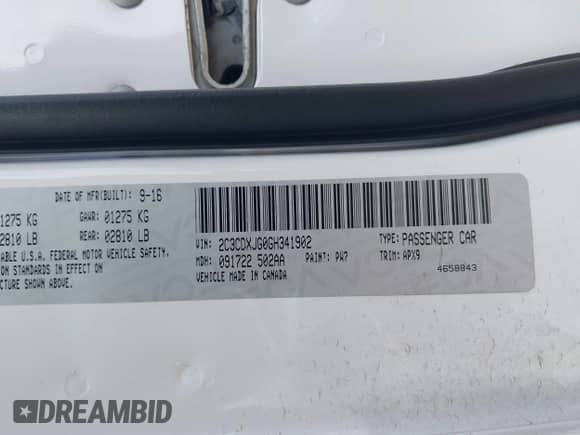 DATE OF MFR(BUILT): 9-16
1275 KG GAWR: 01275 KG
2810 LB REAR: 02810 LB
ABLE U.S.A. FEDERAL MOTOR VEHICLE SAFETY.
ON STANDARDS IN EFFECT
CTURE SHOWN ABOVE.
VIN: 2C3CDXJG0GH341902 TYPE: PASSENGER CAR
MDH: 091722 502AA PAINT: PW7 TRIM: APX9
VEHICLE MADE IN CANADA 4658843
DREAMBID